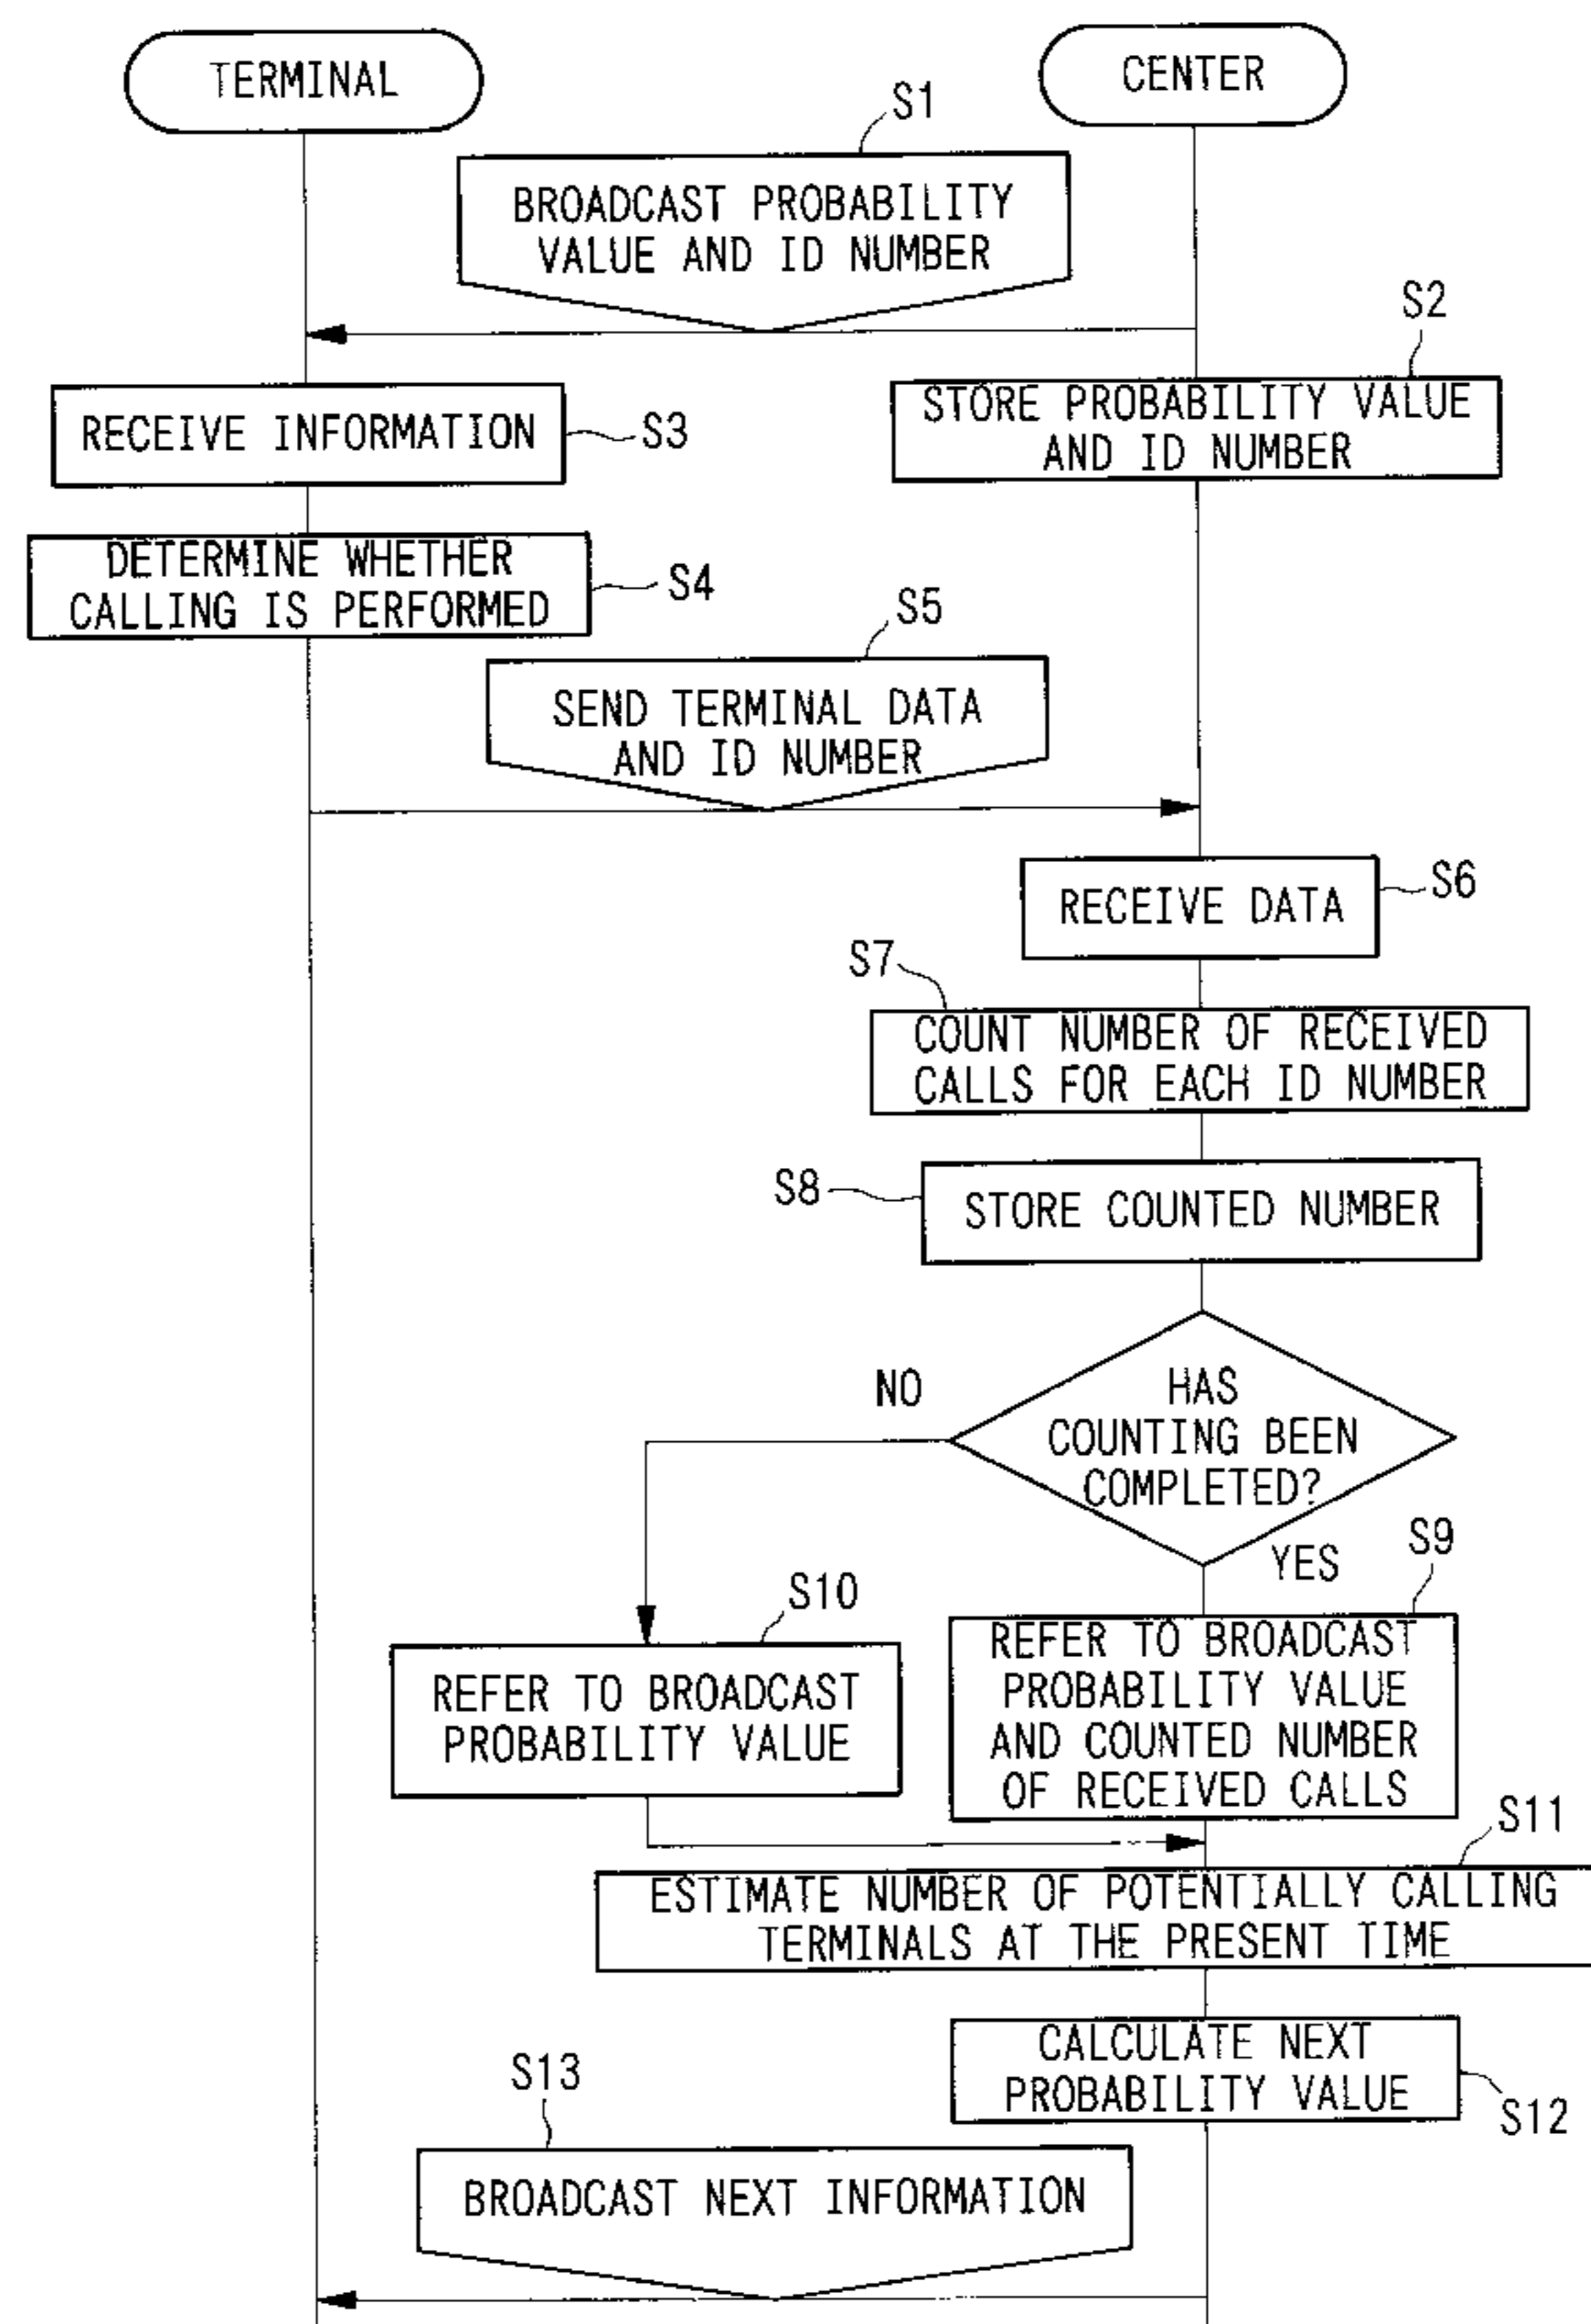 TERMINAL
CENTER
S1
BROADCAST PROBABILITY
VALUE AND ID NUMBER
S2
STORE PROBABILITY VALUE
AND ID NUMBER
RECEIVE INFORMATION
S3
DETERMINE WHETHER
CALLING IS PERFORMED
S4
S5
SEND TERMINAL DATA
AND ID NUMBER
RECEIVE DATA
S6
S7
COUNT NUMBER OF RECEIVED
CALLS FOR EACH ID NUMBER
S8
STORE COUNTED NUMBER
NO
HAS
COUNTING BEEN
COMPLETED?
YES
S9
S10
REFER TO BROADCAST
PROBABILITY VALUE
REFER TO BROADCAST
PROBABILITY VALUE
AND COUNTED NUMBER
OF RECEIVED CALLS
S11
ESTIMATE NUMBER OF POTENTIALLY CALLING
TERMINALS AT THE PRESENT TIME
CALCULATE NEXT
PROBABILITY VALUE
S12
S13
BROADCAST NEXT INFORMATION